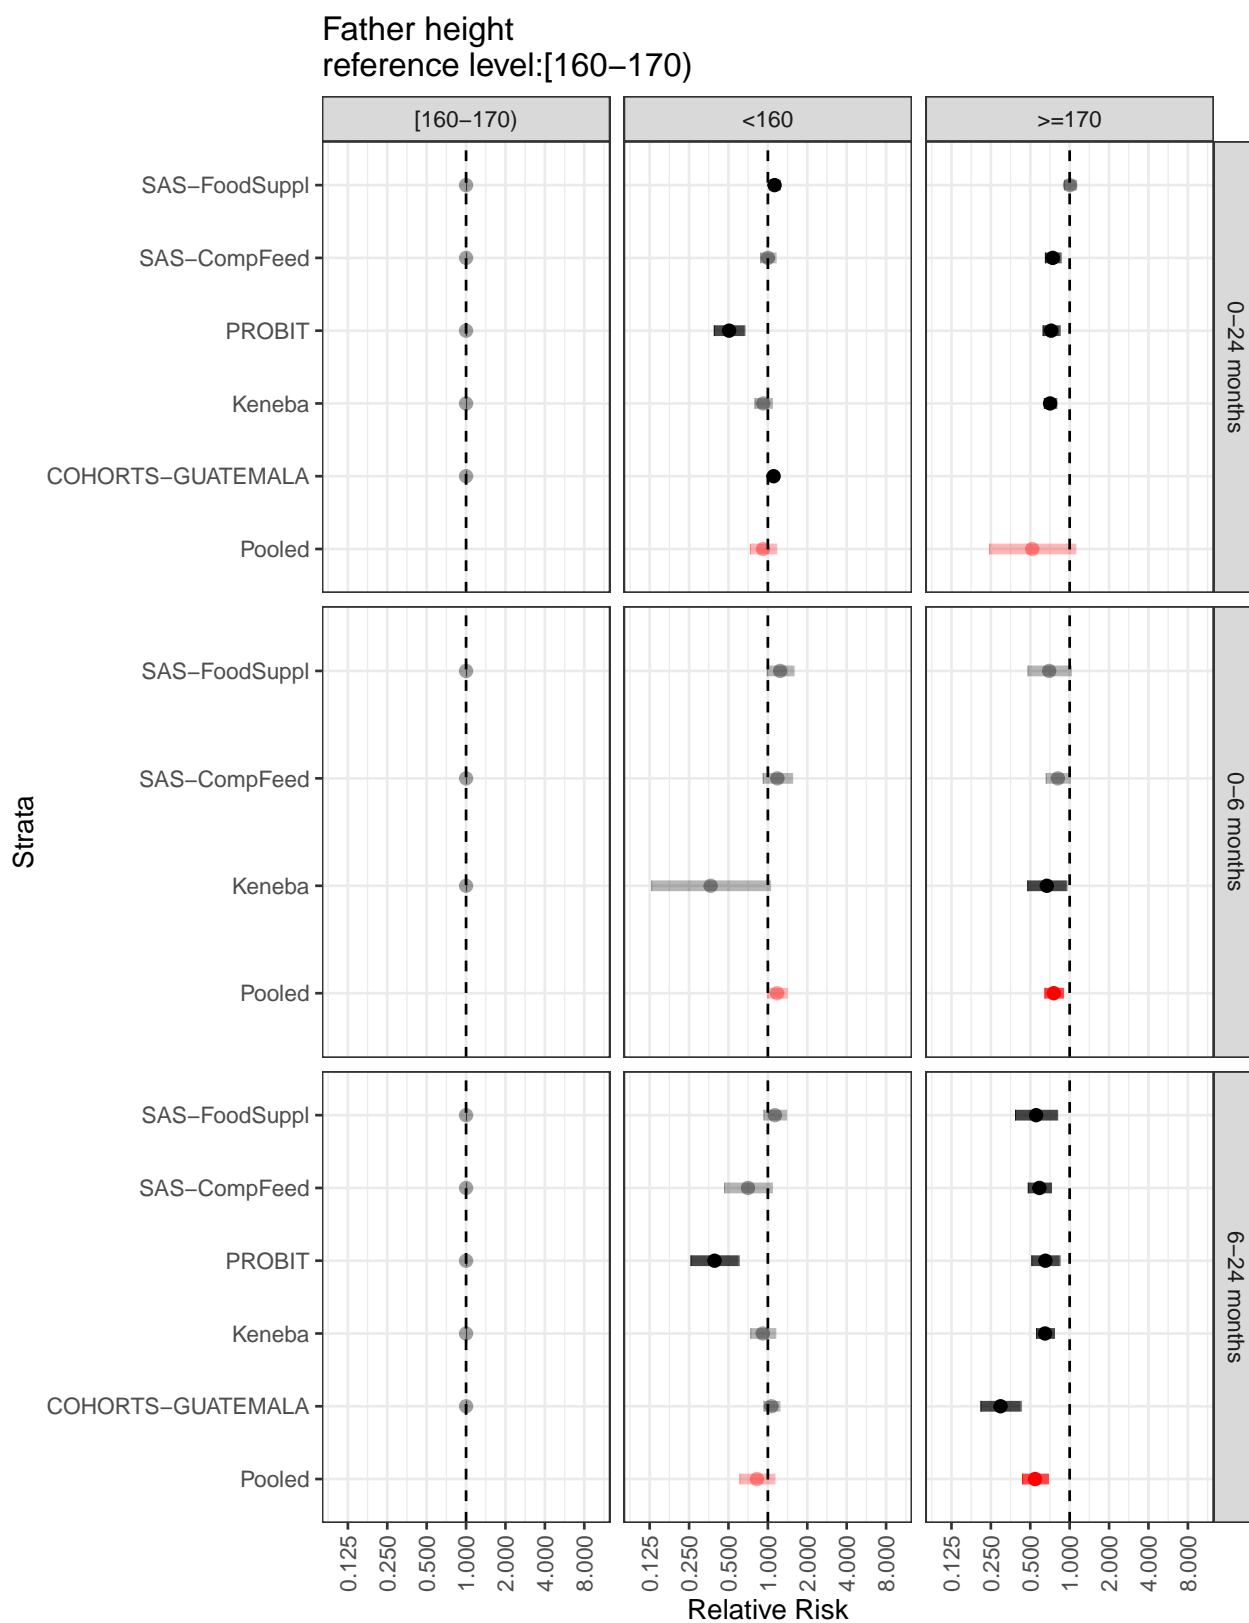 Father height
reference level:[160−170)
[160−170)
<160
>=170
SAS−FoodSuppl
SAS−CompFeed
PROBIT
Keneba
COHORTS−GUATEMALA
Pooled
0−24 months
SAS−FoodSuppl
SAS−CompFeed
Keneba
Pooled
0−6 months
SAS−FoodSuppl
SAS−CompFeed
PROBIT
Keneba
COHORTS−GUATEMALA
Pooled
6−24 months
Strata
0.125
0.250
0.500
1.000
2.000
4.000
8.000
0.125
0.250
0.500
1.000
2.000
4.000
8.000
0.125
0.250
0.500
1.000
2.000
4.000
8.000
Relative Risk